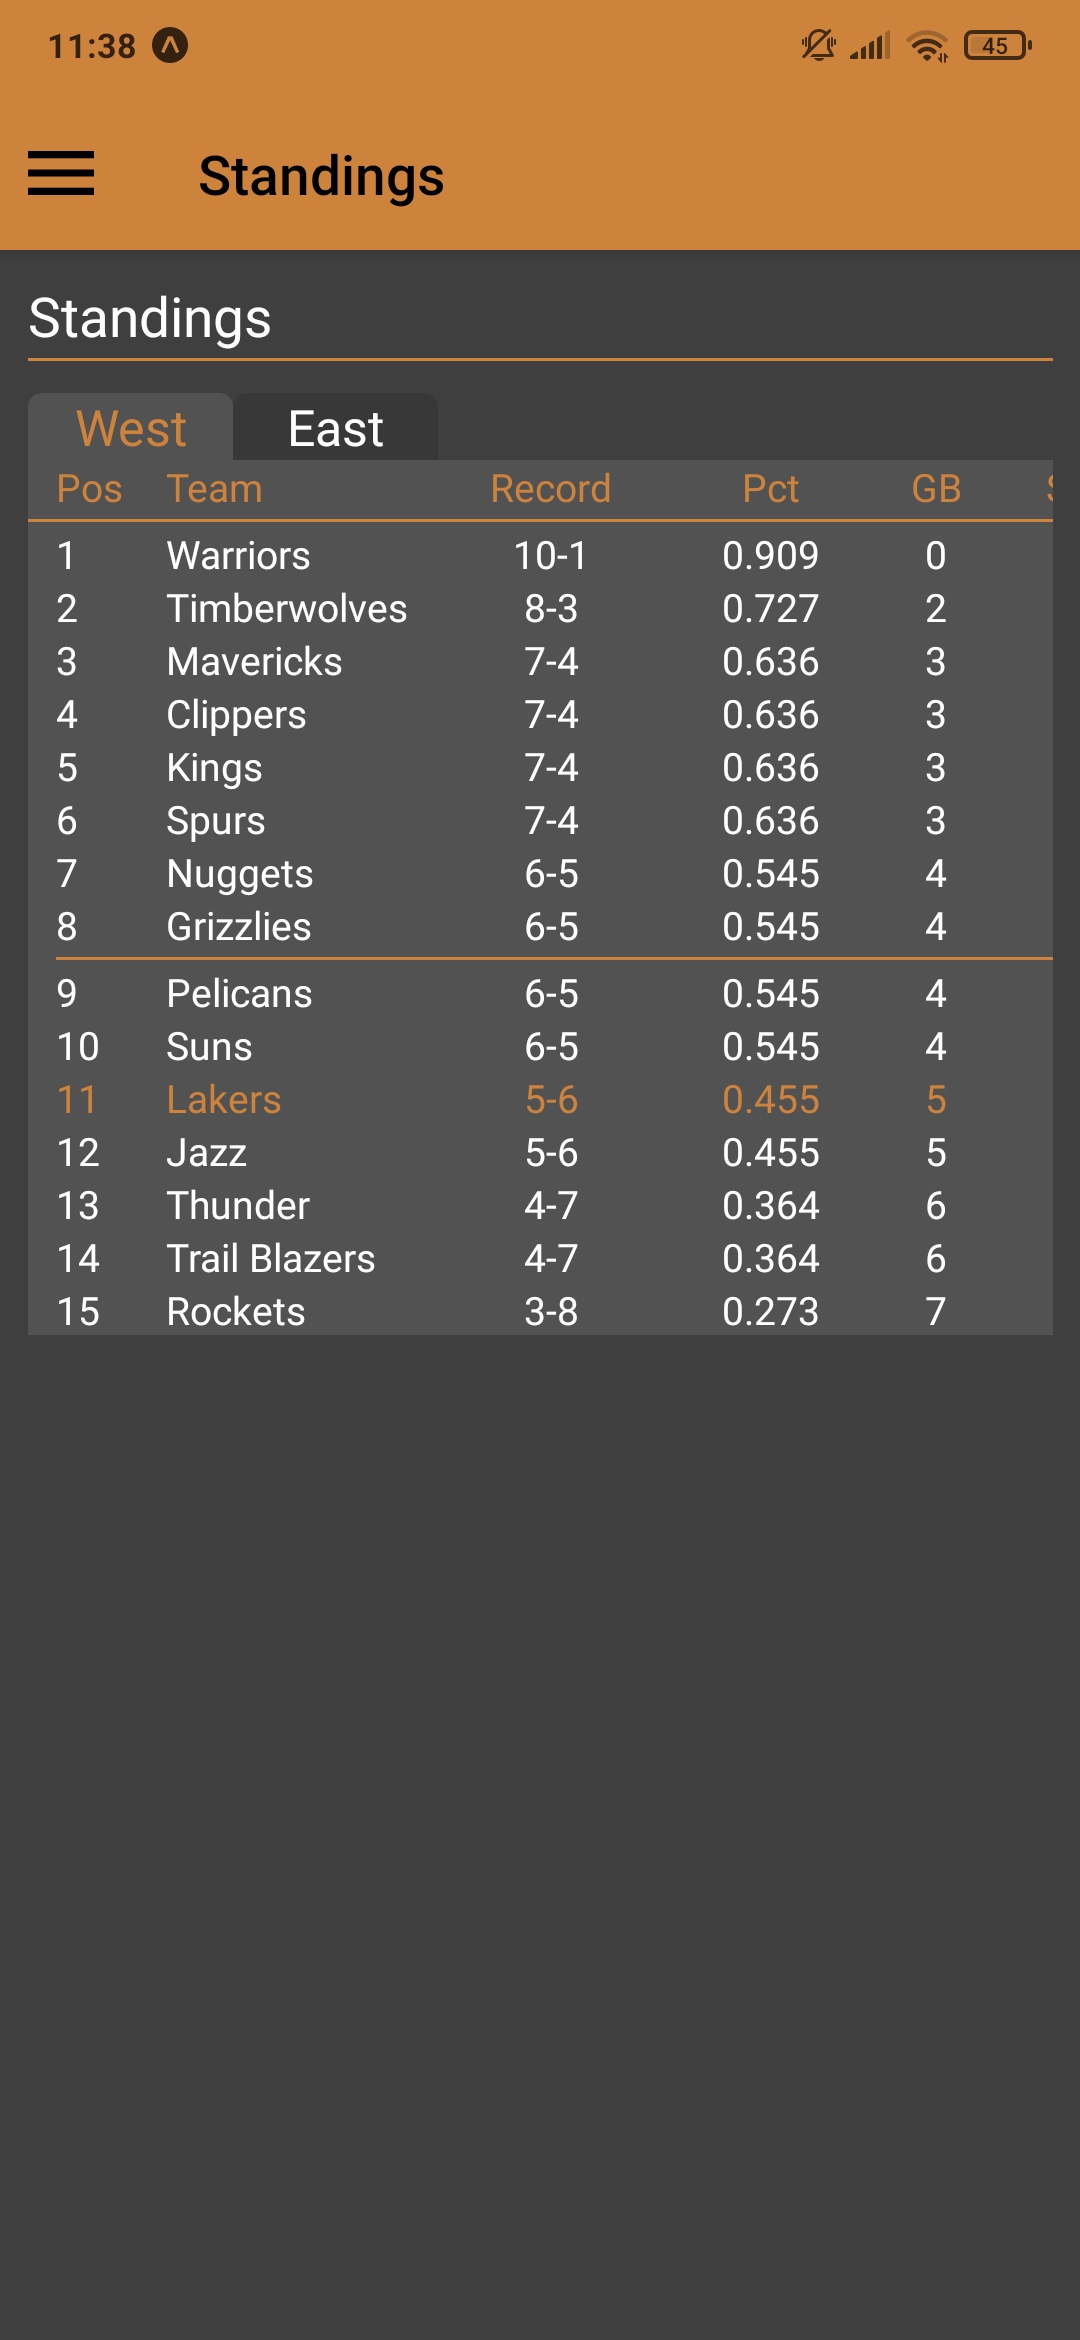 11:38 45
Standings
Standings
West East
Pos Team Record Pct GB
1 Warriors 10-1 0.909 0
2 Timberwolves 8-3 0.727 2
3 Mavericks 7-4 0.636 3
4 Clippers 7-4 0.636 3
5 Kings 7-4 0.636 3
6 Spurs 7-4 0.636 3
7 Nuggets 6-5 0.545 4
8 Grizzlies 6-5 0.545 4
9 Pelicans 6-5 0.545 4
10 Suns 6-5 0.545 4
11 Lakers 5-6 0.455 5
12 Jazz 5-6 0.455 5
13 Thunder 4-7 0.364 6
14 Trail Blazers 4-7 0.364 6
15 Rockets 3-8 0.273 7